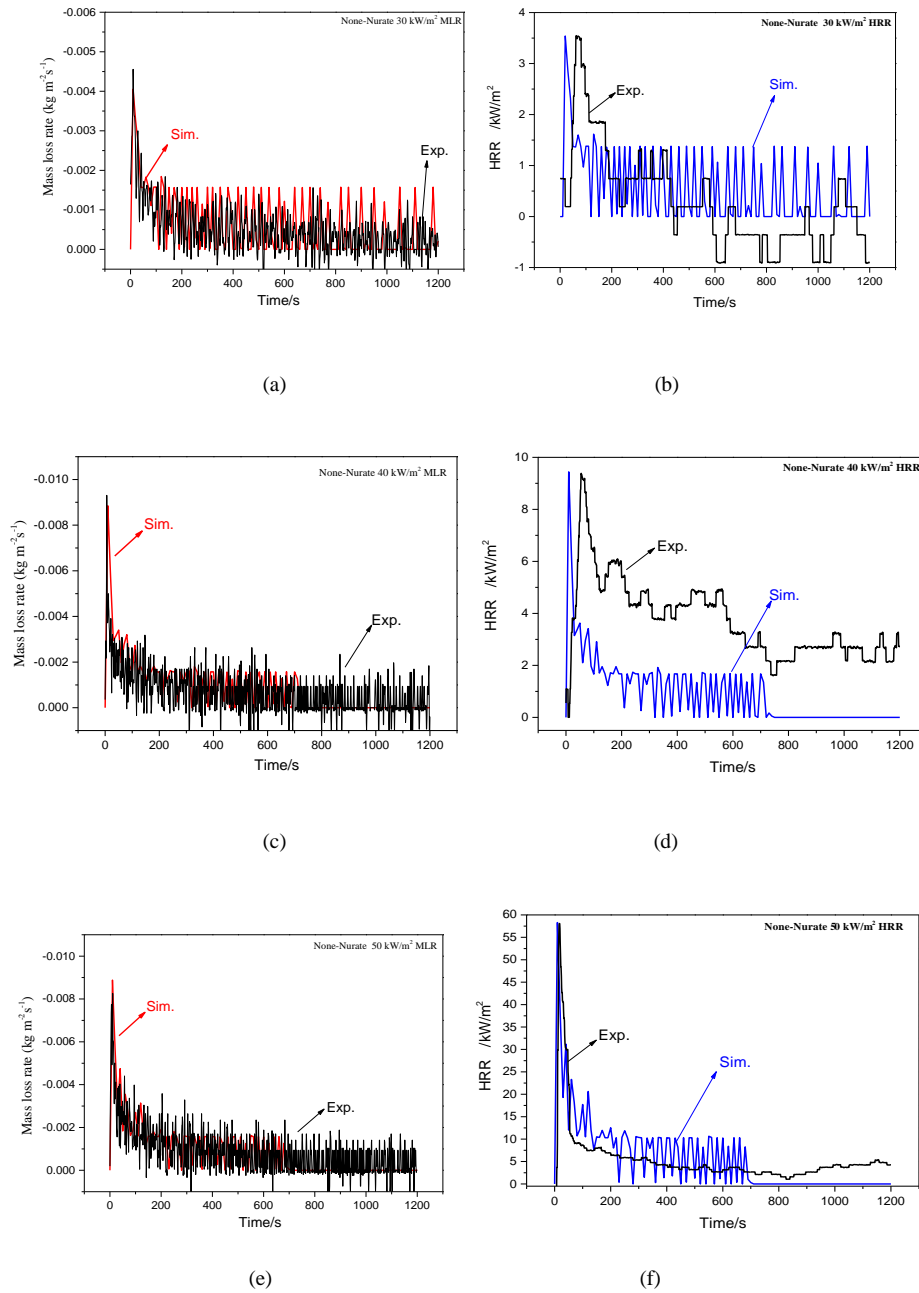 None-Nurate 30 kW/m² MLR
-0.006
-0.005
-0.004
-0.003
-0.002
-0.001
0.000
Mass loss rate (kg m⁻²s⁻¹)
Sim.
Exp.
0 200 400 600 800 1000 1200
Time/s
(a)
None-Nurate 30 kW/m² HRR
4
3
2
1
0
-1
HRR /kW/m²
Exp.
Sim.
0 200 400 600 800 1000 1200
Time/s
(b)
None-Nurate 40 kW/m² MLR
-0.010
-0.008
-0.006
-0.004
-0.002
0.000
Mass loss rate (kg m⁻²s⁻¹)
Sim.
Exp.
0 200 400 600 800 1000 1200
Time/s
(c)
None-Nurate 40 kW/m² HRR
10
8
6
4
2
0
HRR /kW/m²
Exp.
Sim.
0 200 400 600 800 1000 1200
Time/s
(d)
None-Nurate 50 kW/m² MLR
-0.010
-0.008
-0.006
-0.004
-0.002
0.000
Mass loss rate (kg m⁻²s⁻¹)
Sim.
Exp.
0 200 400 600 800 1000 1200
Time/s
(e)
None-Nurate 50 kW/m² HRR
60
55
50
45
40
35
30
25
20
15
10
5
0
HRR /kW/m²
Exp.
Sim.
0 200 400 600 800 1000 1200
Time/s
(f)